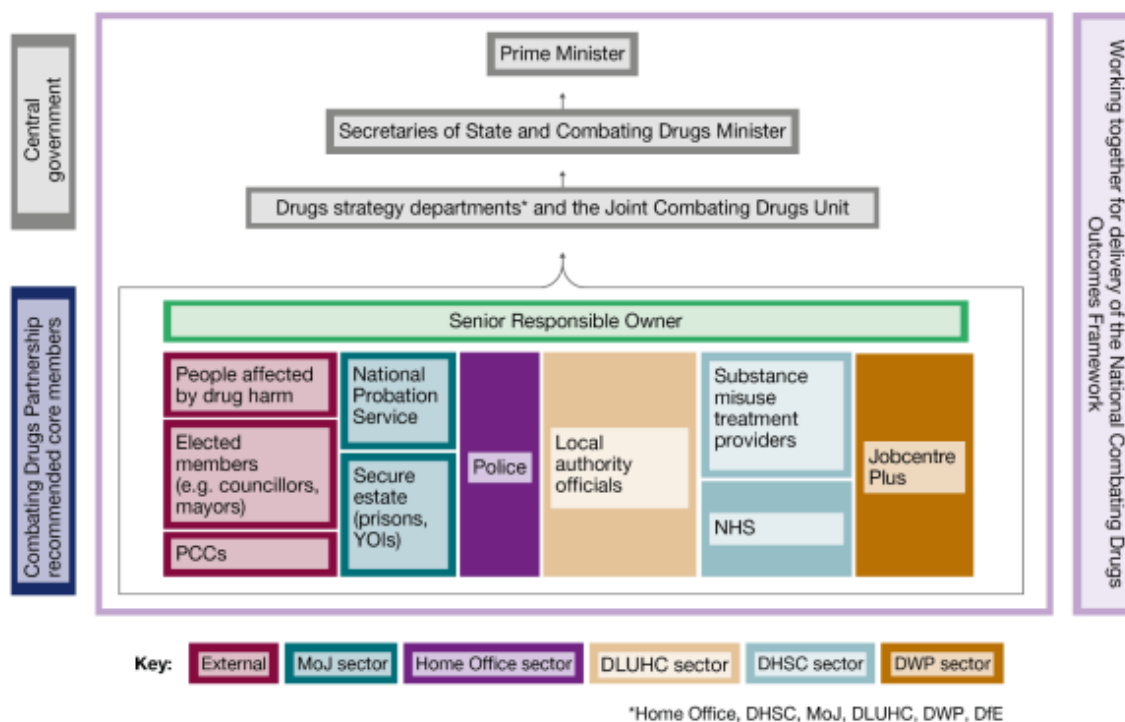 Central
government
Prime Minister
Secretaries of State and Combating Drugs Minister
Drugs strategy departments* and the Joint Combating Drugs Unit
Combating Drugs Partnership
recommended core members
Senior Responsible Owner
People affected
by drug harm
Elected
members
(e.g. councillors,
mayors)
PCCs
National
Probation
Service
Secure
estate
(prisons,
YOIs)
Police
Local
authority
officials
Substance
misuse
treatment
providers
NHS
Jobcentre
Plus
Working together for delivery of the National Combating Drugs
Outcomes Framework
Key:
External
MoJ sector
Home Office sector
DLUHC sector
DHSC sector
DWP sector
*Home Office, DHSC, MoJ, DLUHC, DWP, DfE